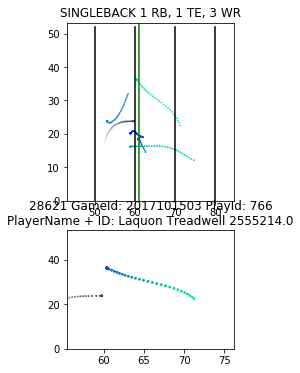 SINGLEBACK 1 RB, 1 TE, 3 WR
50
40
30
20
10
0
50 60 70 80
28621 GameId: 2017101503 PlayId: 766
PlayerName + ID: Laquon Treadwell 2555214.0
40
20
0
60 65 70 75